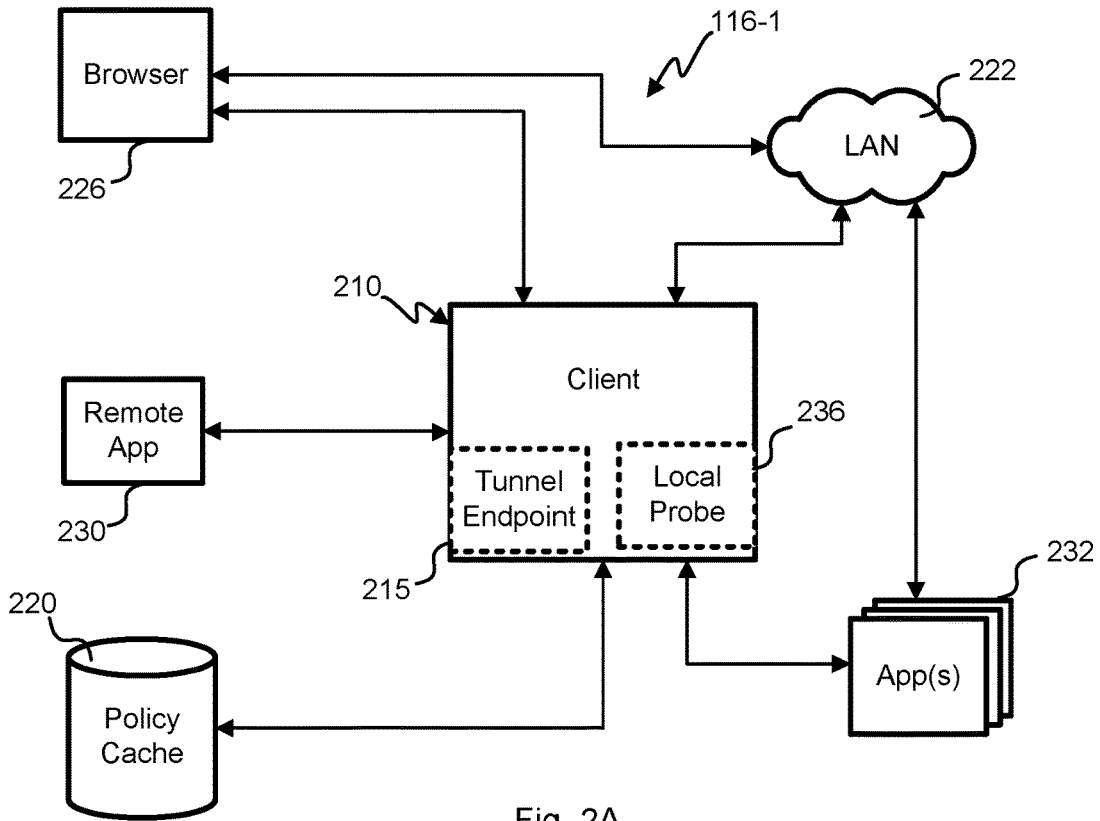 116-1
Browser
222
LAN
226
210
Client
Remote
App
236
230
Tunnel
Endpoint
Local
Probe
215
232
220
App(s)
Policy
Cache
Fig. 2A